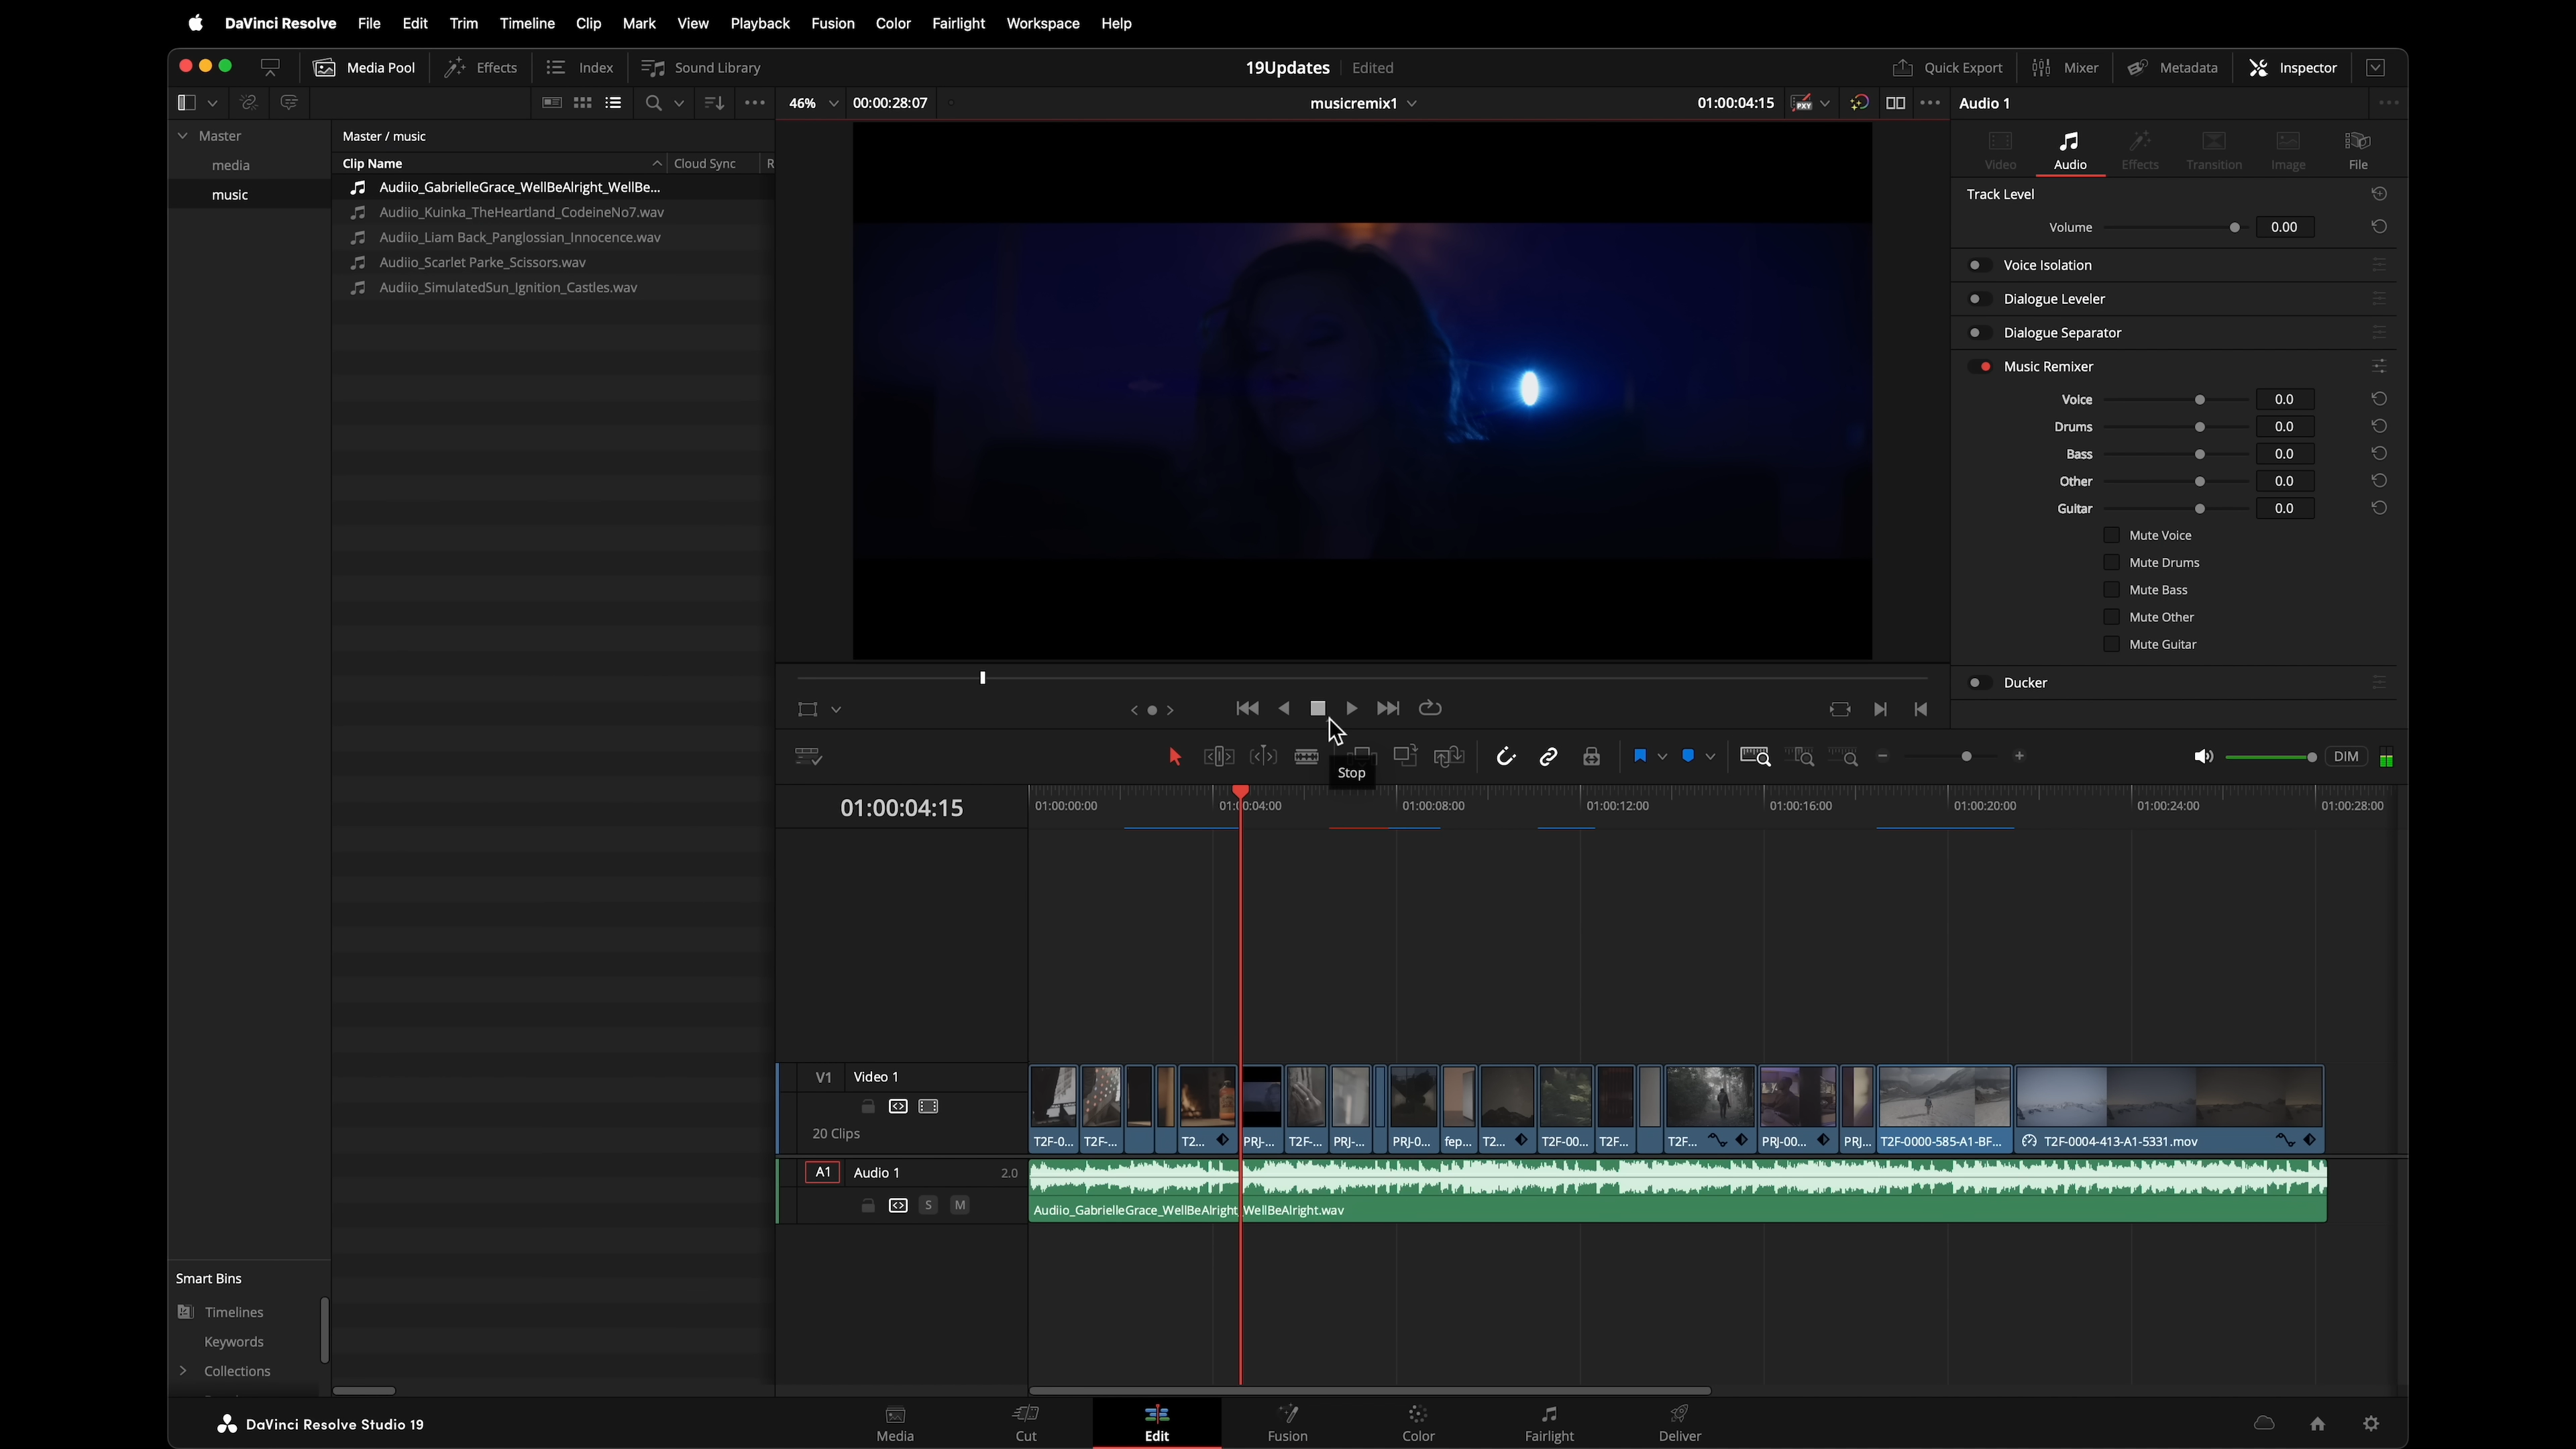 DaVinci Resolve File Edit Trim Timeline Clip Mark View Playback Fusion Color Fairlight Workspace Help
Media Pool Effects Index Sound Library 19Updates Edited Quick Export Mixer Metadata Inspector
46% 00:00:28:07 musicremix1 01:00:04:15 PXY Audio 1
Master
media
music
Master / music
Clip Name Cloud Sync R
Audiio_GabrielleGrace_WellBeAlright_WellBe...
Audiio_Kuinka_TheHeartland_CodeineNo7.wav
Audiio_Liam Back_Panglossian_Innocence.wav
Audiio_Scarlet Parke_Scissors.wav
Audiio_SimulatedSun_Ignition_Castles.wav
Video Audio Effects Transition Image File
Track Level
Volume 0.00
Voice Isolation
Dialogue Leveler
Dialogue Separator
Music Remixer
Voice 0.0
Drums 0.0
Bass 0.0
Other 0.0
Guitar 0.0
Mute Voice
Mute Drums
Mute Bass
Mute Other
Mute Guitar
Ducker
Stop
DIM
01:00:04:15
01:00:00:00 01:00:04:00 01:00:08:00 01:00:12:00 01:00:16:00 01:00:20:00 01:00:24:00 01:00:28:00
V1 Video 1
20 Clips
T2F-0... T2F-... T2... PRJ-... T2F-... PRJ-... PRJ-0... fep... T2... T2F-00... T2F... T2F... PRJ-00... PRJ... T2F-0000-585-A1-BF... T2F-0004-413-A1-5331.mov
A1 Audio 1 2.0
S M
Audiio_GabrielleGrace_WellBeAlright_WellBeAlright.wav
Smart Bins
Timelines
Keywords
Collections
DaVinci Resolve Studio 19
Media Cut Edit Fusion Color Fairlight Deliver